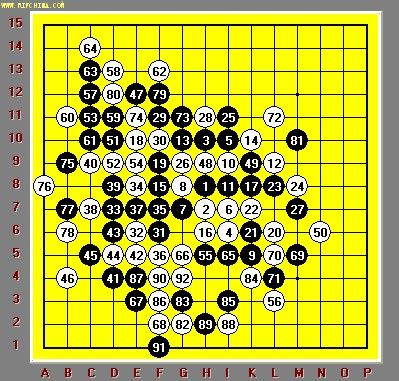 WWW.RIFCHINA.COM
15
14 64
13 63 58 62
12 57 80 47 79
11 60 53 59 74 29 73 28 25 72
10 61 51 18 30 13 3 5 14 81
9 75 40 52 54 19 26 48 10 49 12
8 76 39 34 15 8 1 11 17 23 24
7 77 38 33 37 35 7 2 6 22 27
6 78 43 32 31 16 4 21 20 50
5 45 44 42 36 66 55 65 9 70 69
4 46 41 87 90 92 84 71
3 67 86 83 85 56
2 68 82 89 88
1 91
A B C D E F G H I K L M N O P